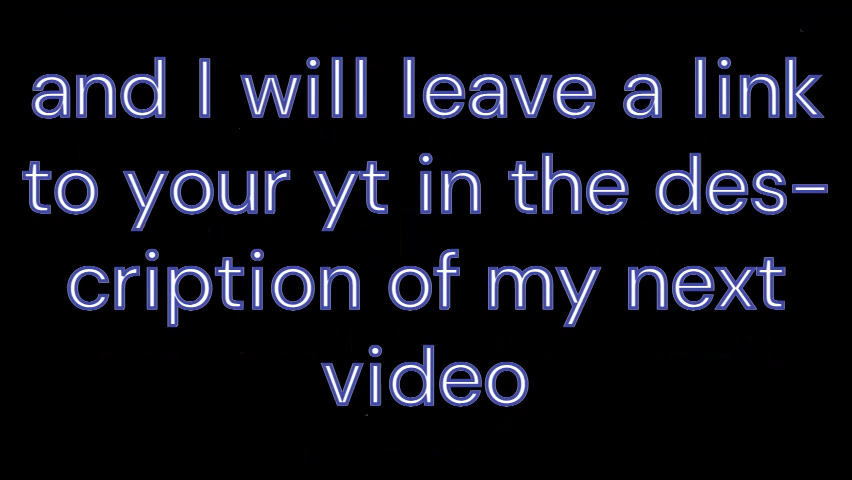 and I will leave a link
to your yt in the des-
cription of my next
video